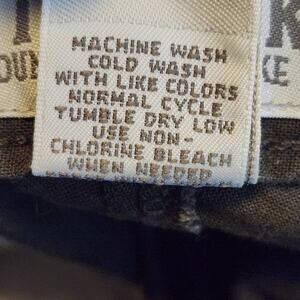 MACHINE WASH
COLD WASH
WITH LIKE COLORS
NORMAL CYCLE
TUMBLE DRY LOW
USE NON-
CHLORINE BLEACH
WHEN NEEDED